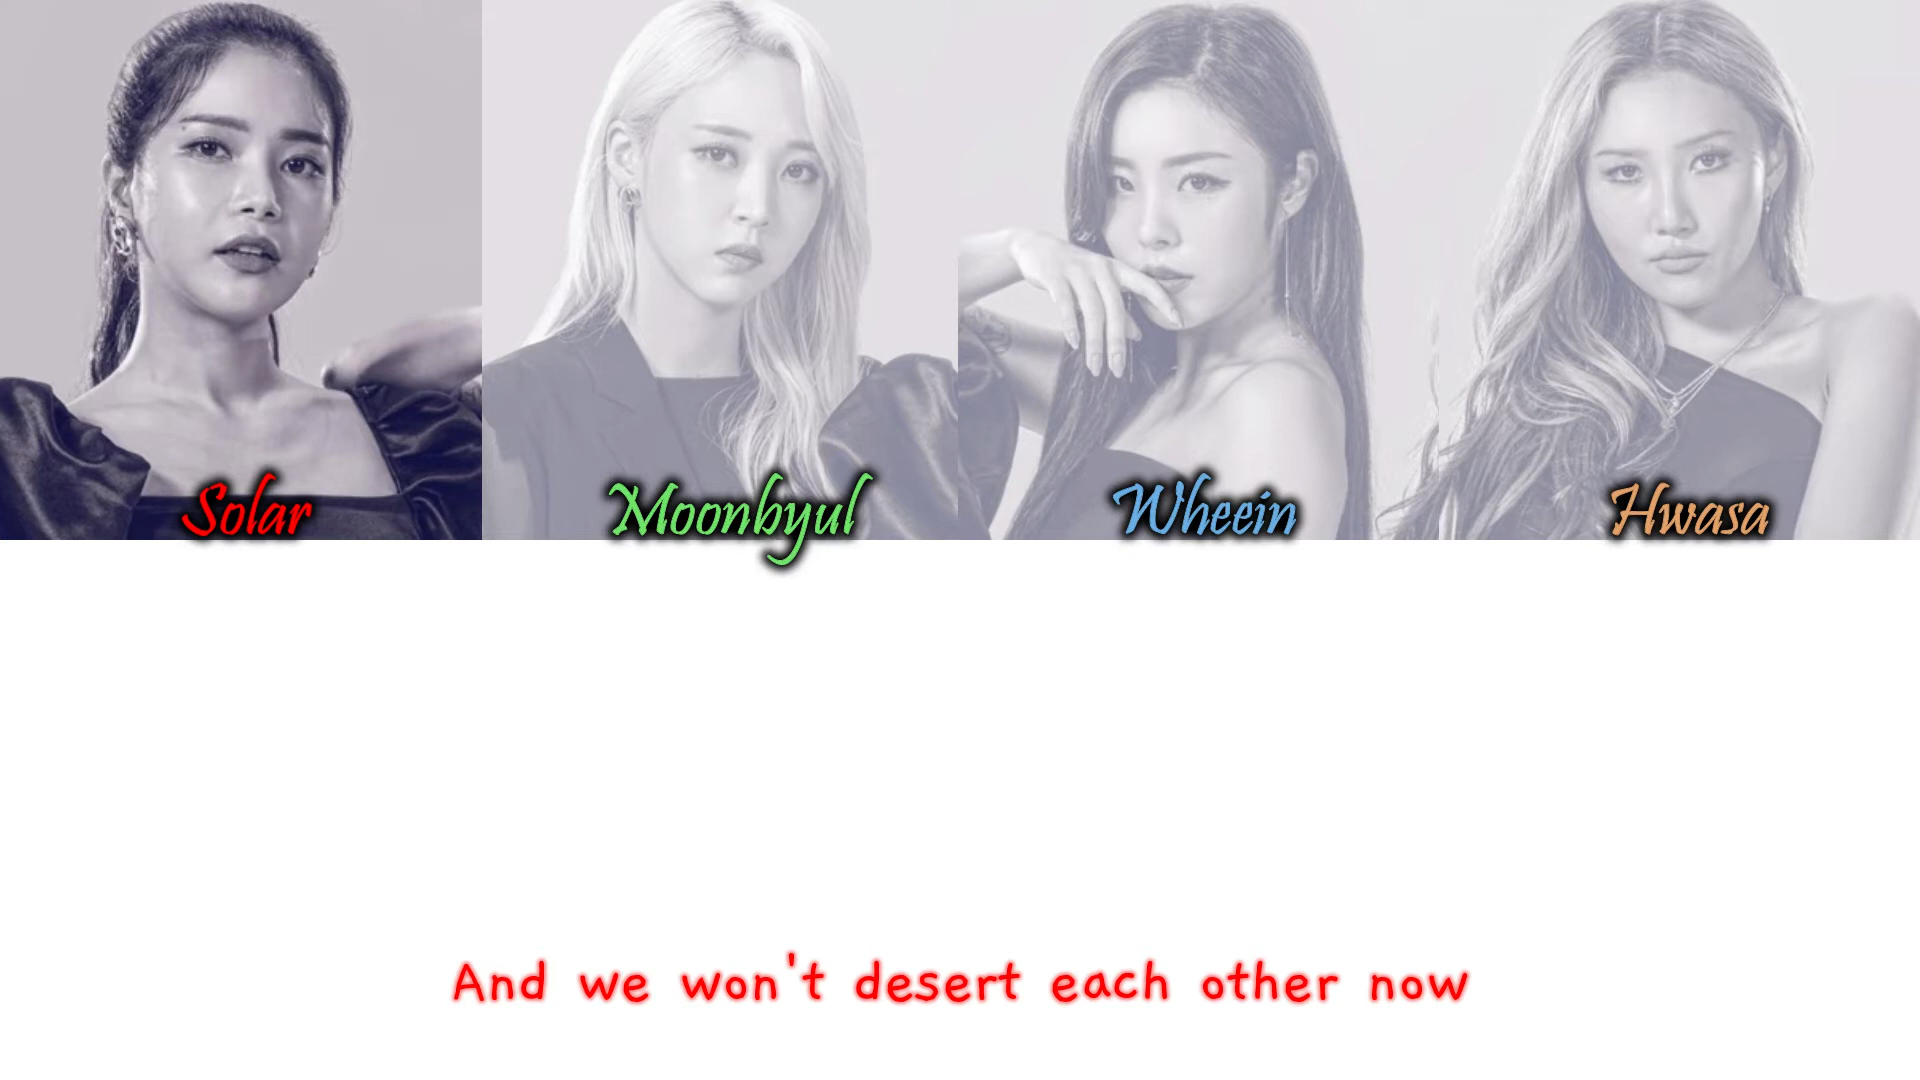 Solar
Moonbyul
Wheein
Hwasa
And we won't desert each other now